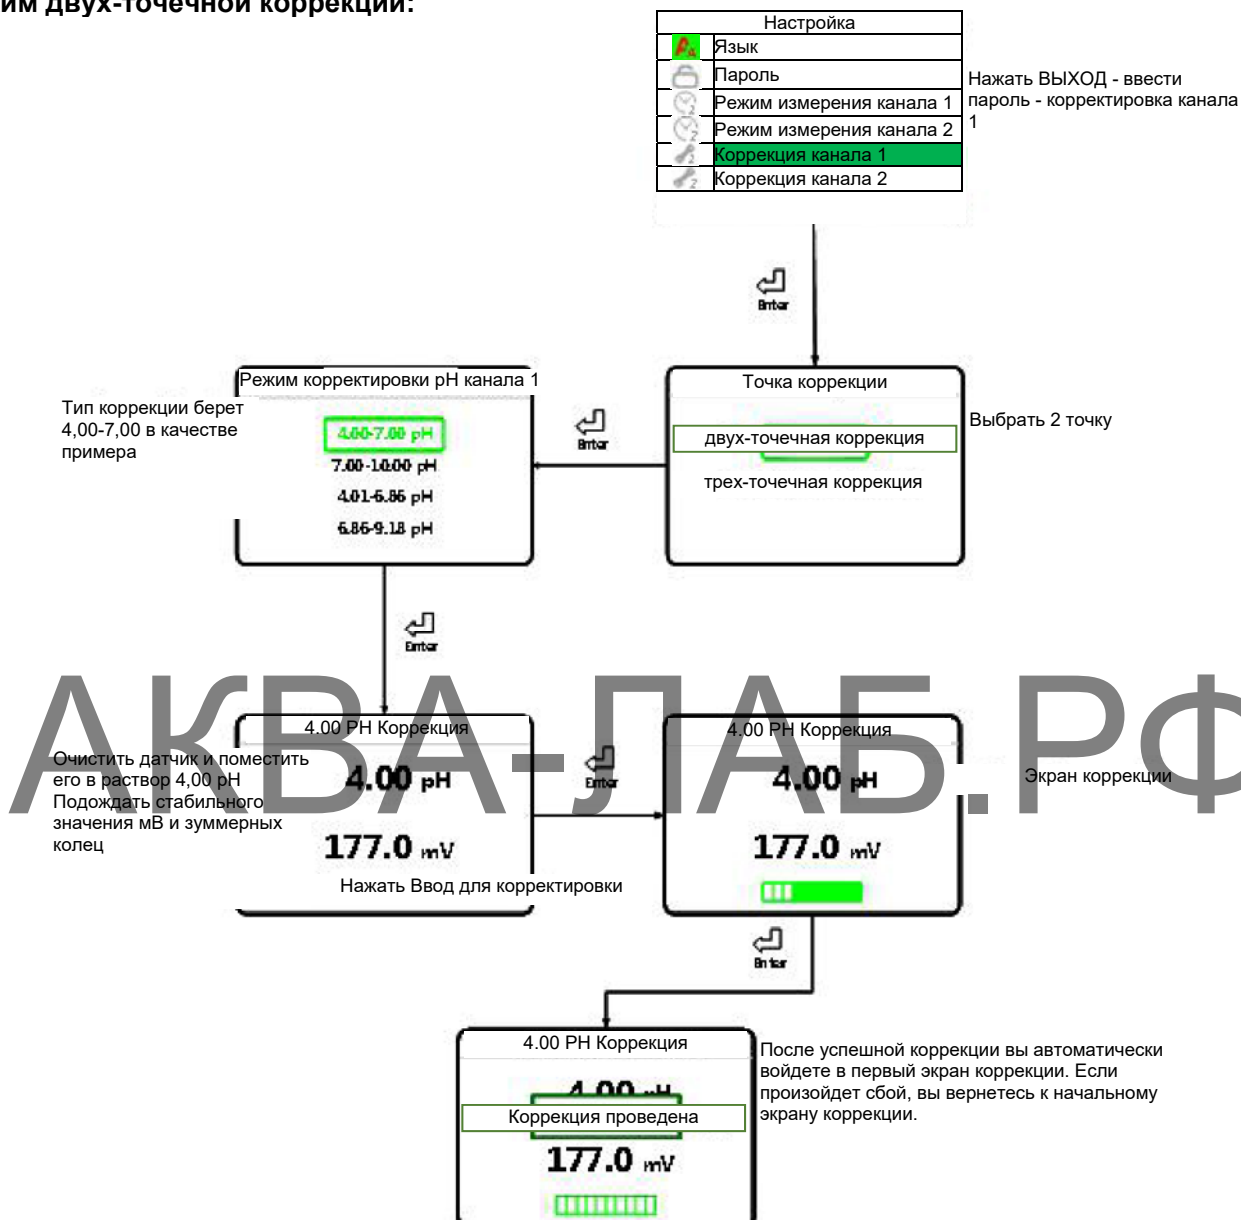 им двух-точечной коррекции:
Настройка
Язык
Пароль
Режим измерения канала 1
Режим измерения канала 2
Коррекция канала 1
Коррекция канала 2
Нажать ВЫХОД - ввести
пароль - корректировка канала
1
Enter
Точка коррекции
двух-точечная коррекция
трех-точечная коррекция
Выбрать 2 точку
Enter
Режим корректировки pH канала 1
4.00-7.00 pH
7.00-10.00 pH
4.01-6.86 pH
6.86-9.18 pH
Тип коррекции берет
4,00-7,00 в качестве
примера
Enter
АКВА-ЛАБ.РФ
4.00 PH Коррекция
4.00 pH
177.0 mV
Очистить датчик и поместить
его в раствор 4,00 pH
Подождать стабильного
значения мВ и зуммерных
колец
Нажать Ввод для корректировки
Enter
4.00 PH Коррекция
4.00 pH
177.0 mV
Экран коррекции
Enter
4.00 PH Коррекция
4.00 pH
Коррекция проведена
177.0 mV
После успешной коррекции вы автоматически
войдете в первый экран коррекции. Если
произойдет сбой, вы вернетесь к начальному
экрану коррекции.